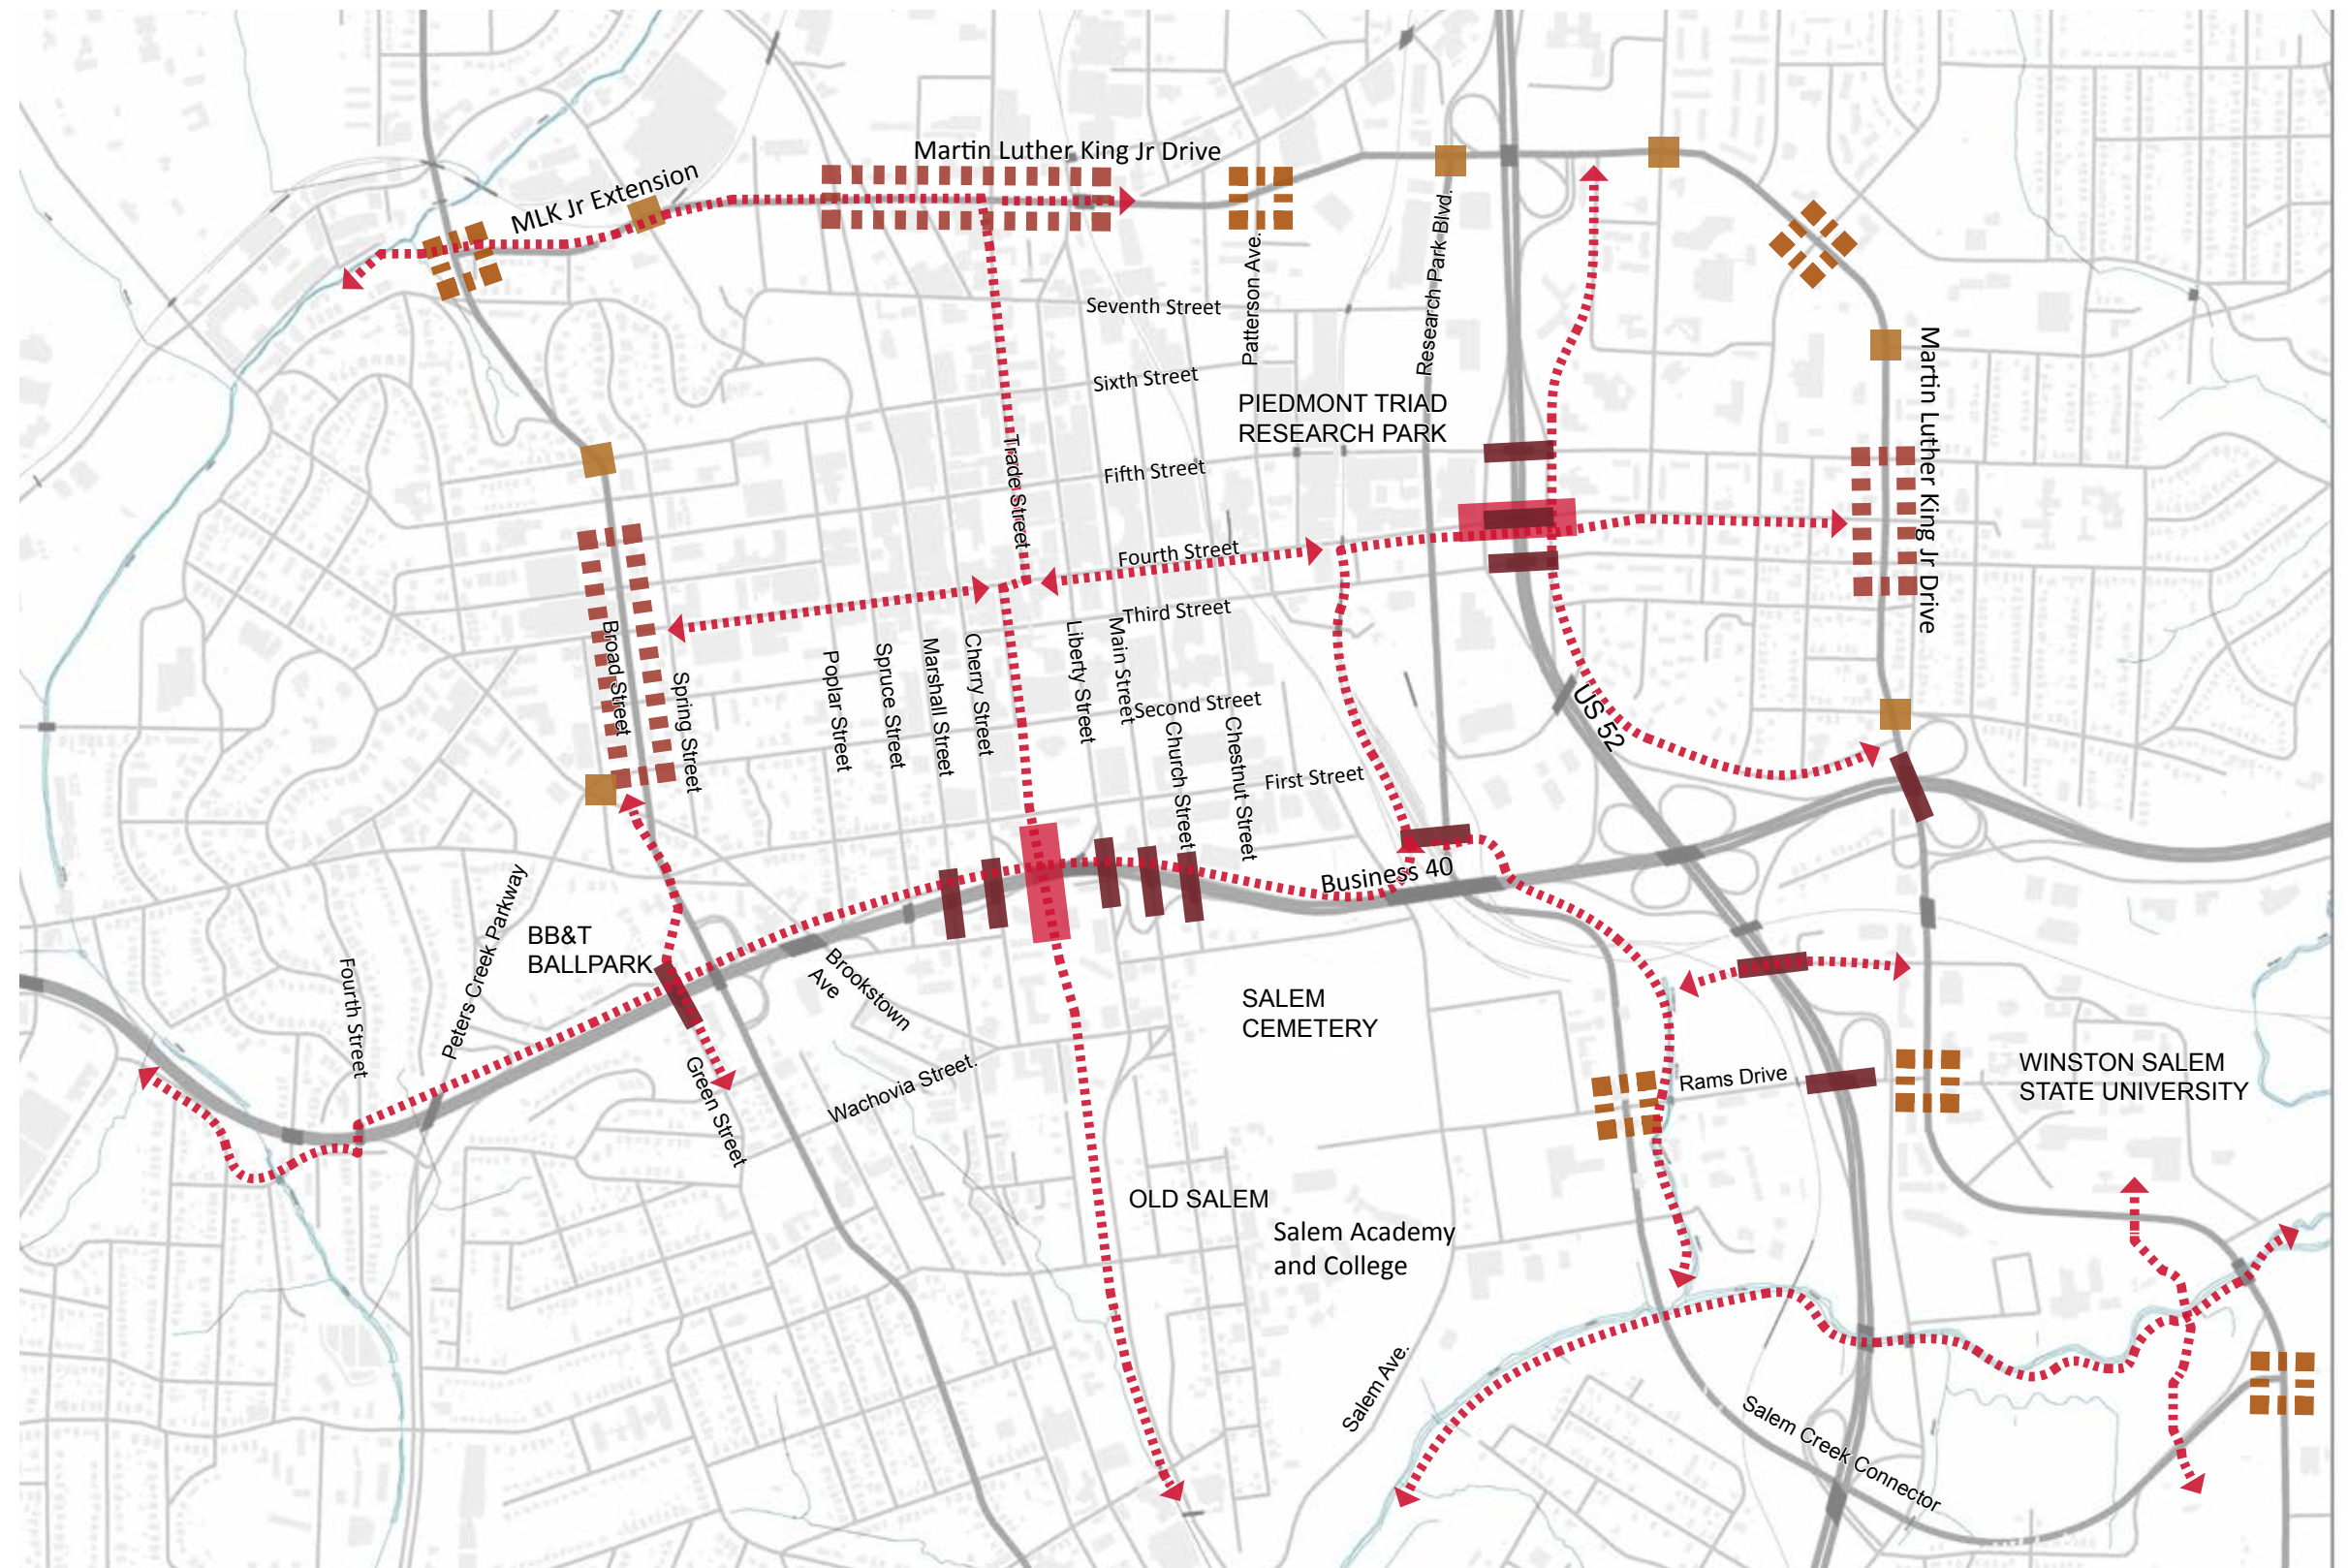 Martin Luther King Jr Drive
MLK Jr Extension
Patterson Ave.
Research Park Blvd.
Seventh Street
Sixth Street
PIEDMONT TRIAD
RESEARCH PARK
Martin Luther King Jr Drive
Trade Street
Fifth Street
Fourth Street
Third Street
Broad Street
Spring Street
Poplar Street
Spruce Street
Marshall Street
Cherry Street
Liberty Street
Main Street
Second Street
Church Street
Chestnut Street
First Street
US 52
Business 40
Peters Creek Parkway
BB&T
BALLPARK
Fourth Street
Brookstown
Ave
SALEM
CEMETERY
Green Street
Wachovia Street.
Rams Drive
WINSTON SALEM
STATE UNIVERSITY
OLD SALEM
Salem Academy
and College
Salem Ave.
Salem Creek Connector